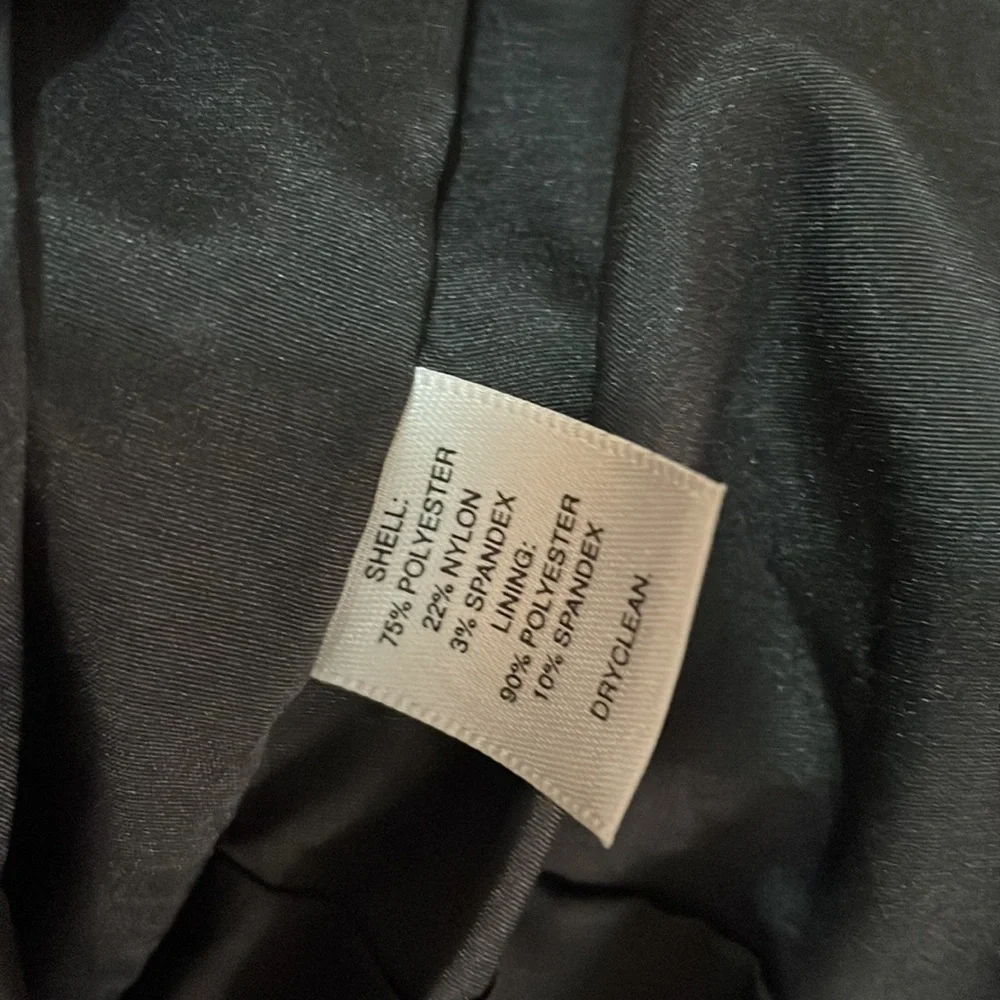 SHELL:
75% POLYESTER
22% NYLON
3% SPANDEX
LINING:
90% POLYESTER
10% SPANDEX
DRYCLEAN.